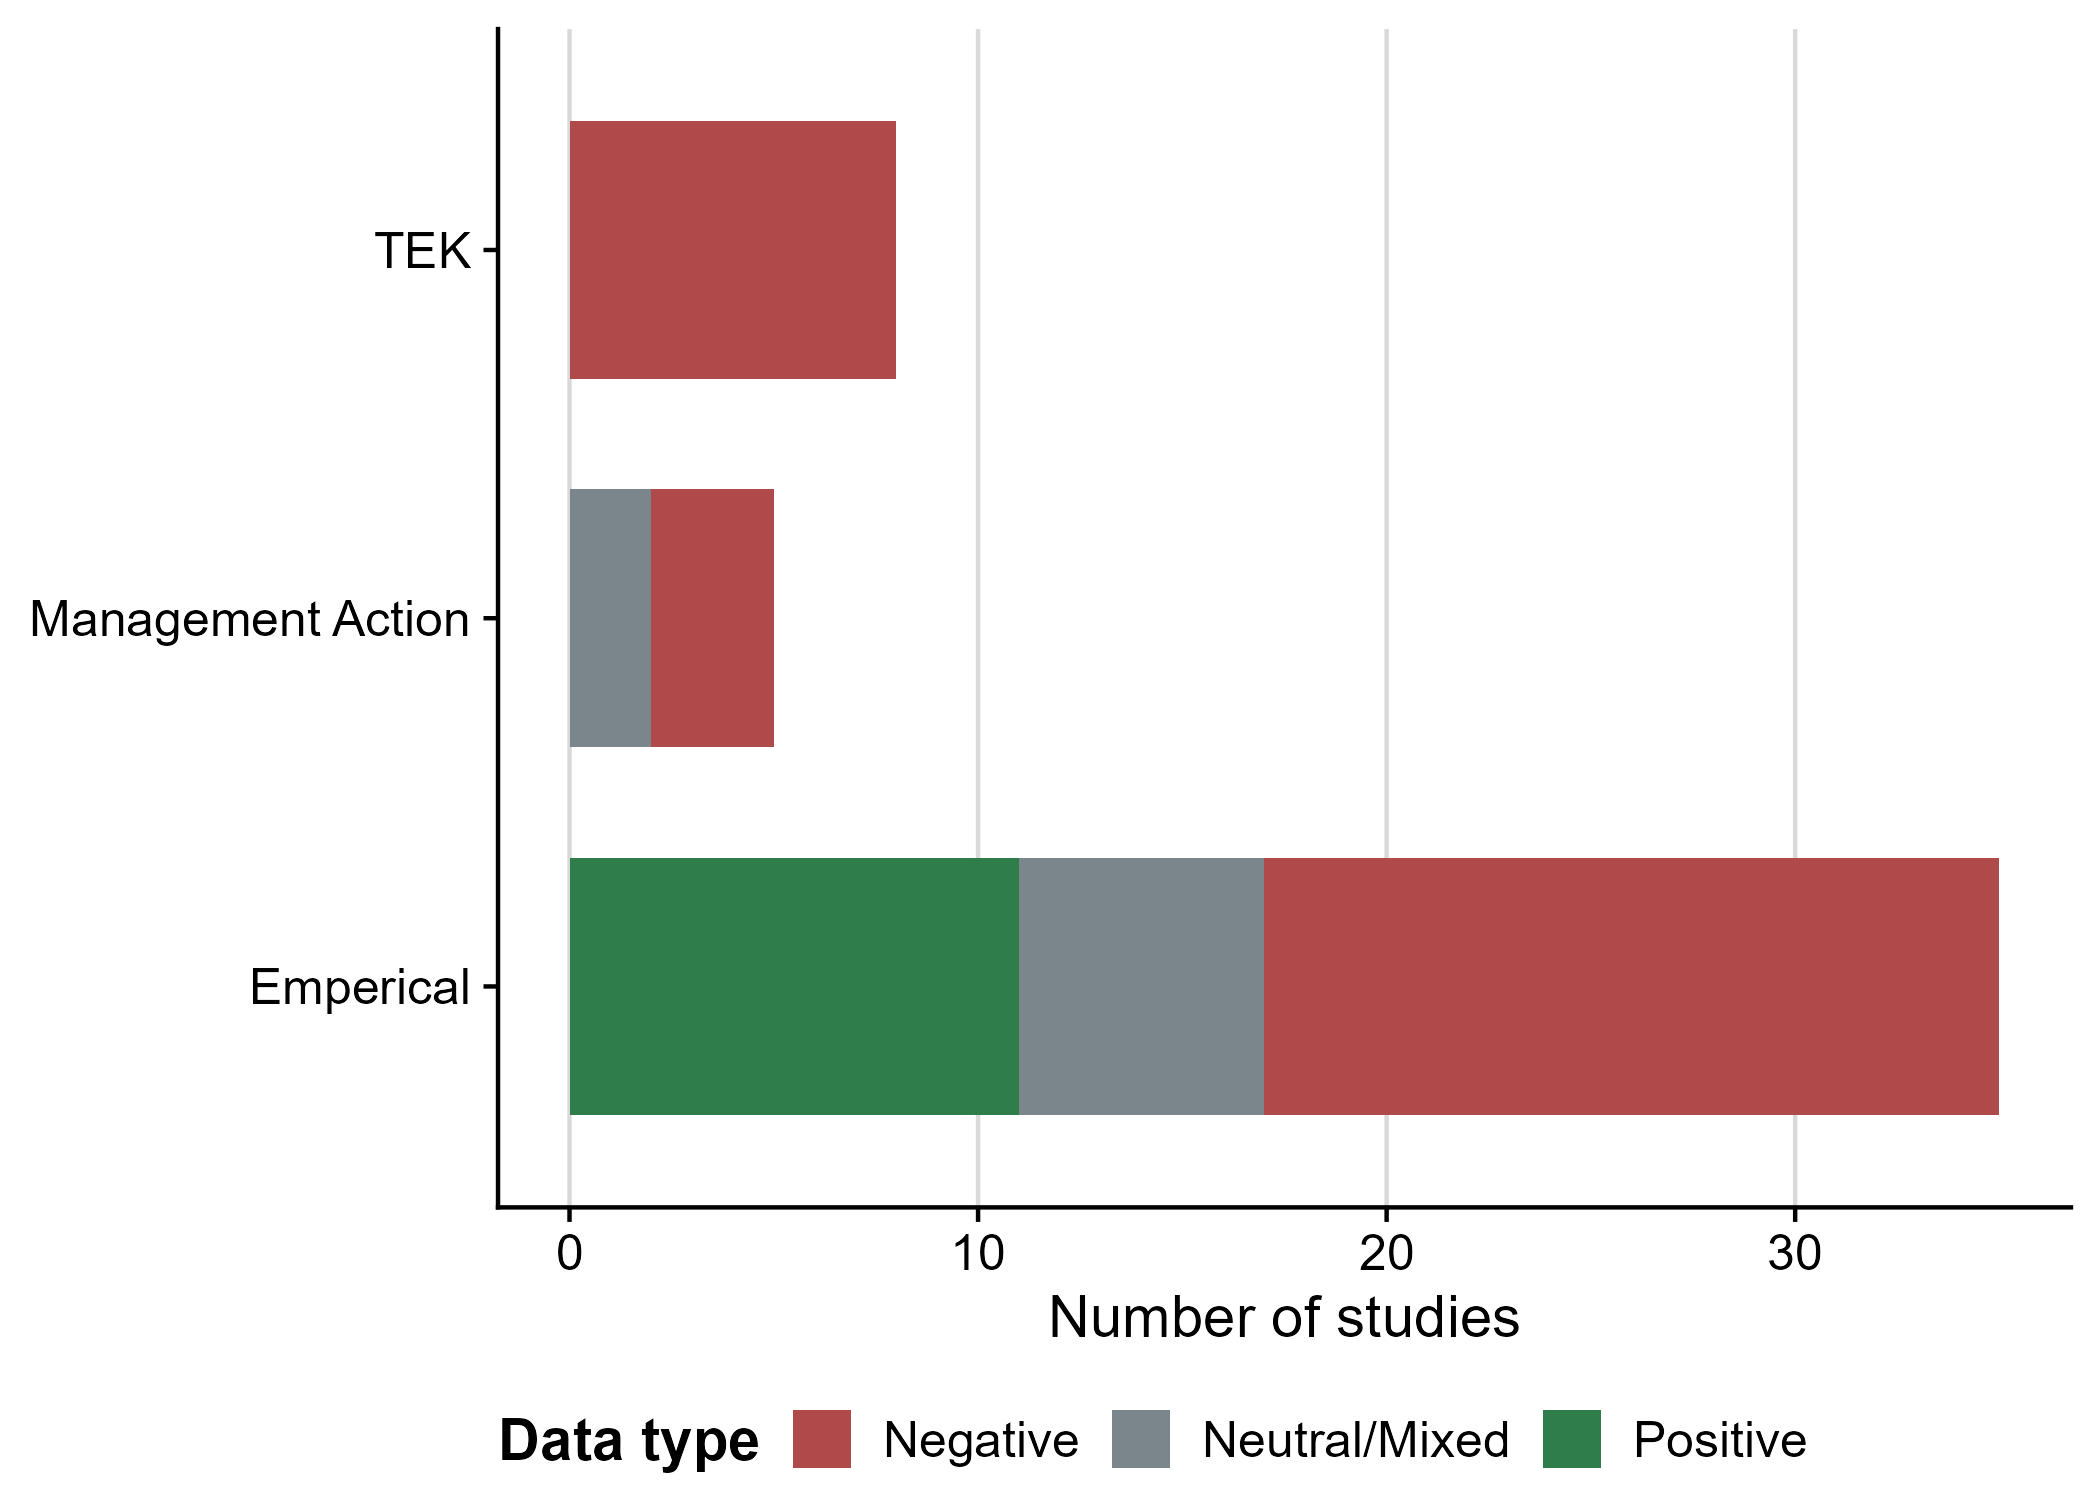 TEK
Management Action
Emperical
0 10 20 30
Number of studies
Data type Negative Neutral/Mixed Positive